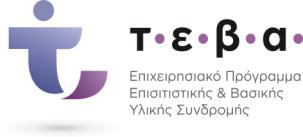 τ·ε·β·α·
Επιχειρησιακό Πρόγραμμα
Επισιτιστικής & Βασικής
Υλικής Συνδρομής